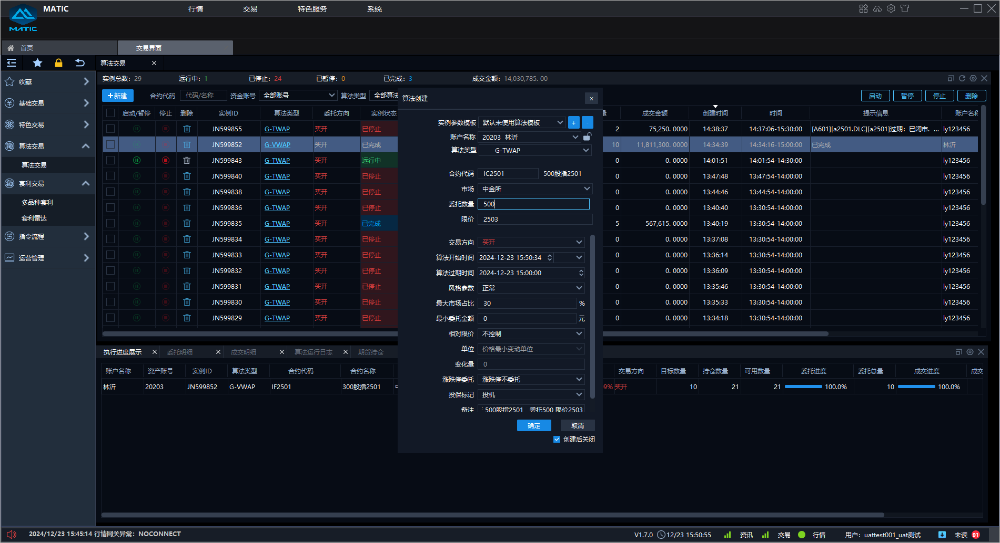 MATIC 行情 交易 特色服务 系统
MATIC
首页 交易界面
算法交易
收藏
基础交易
特色交易
算法交易
算法交易
套利交易
多品种套利
套利雷达
指令流程
运营管理
实例总数：29 运行中：1 已停止：24 已暂停：0 已完成：3 成交金额：14,030,785.00
+新建 合约代码 代码/名称 资金账号 全部账号 算法类型 全部算法 启动 暂停 停止 删除
启动/暂停 停止 删除 实例ID 算法类型 委托方向 实例状态 量 成交金额 创建时间 时间 提示信息 账户名称
JN599855 G-TWAP 买开 已停止 2 75,250.0000 14:38:37 14:37:06-15:30:00 [A601][a2501.DLC][a2501]过期：已闭市. ... ly123456
JN599852 G-VWAP 买开 已完成 10 11,811,300.0000 14:34:39 14:34:16-15:00:00 已完成 林沂
JN599843 G-TWAP 买开 运行中 0 0.0000 14:01:51 14:01:54-14:30:00 ly123456
JN599840 G-TWAP 买开 已停止 0 0.0000 13:47:48 13:47:54-14:00:00 ly123456
JN599838 G-TWAP 买开 已停止 0 0.0000 13:44:46 13:44:54-14:00:00 ly123456
JN599836 G-TWAP 买开 已停止 0 0.0000 13:40:40 13:30:54-14:00:00 ly123456
JN599835 G-TWAP 买开 已完成 5 567,615.0000 13:40:19 13:30:54-14:00:00 ly123456
JN599834 G-TWAP 买开 已停止 0 0.0000 13:37:08 13:30:54-14:00:00 ly123456
JN599833 G-TWAP 买开 已停止 0 0.0000 13:36:14 13:30:54-14:00:00 ly123456
JN599832 G-TWAP 买开 已停止 0 0.0000 13:36:09 13:30:54-14:00:00 ly123456
JN599831 G-TWAP 买开 已停止 0 0.0000 13:35:46 13:30:54-14:00:00 ly123456
JN599830 G-TWAP 买开 已停止 0 0.0000 13:35:33 13:30:54-14:00:00 ly123456
JN599829 G-TWAP 买开 已停止 0 0.0000 13:34:18 13:30:54-14:00:00 ly123456
算法创建
实例参数模板 默认未使用算法模板 + -
账户名称 20203 林沂
算法类型 G-TWAP
合约代码 IC2501 500股指2501
市场 中金所
委托数量 500
限价 2503
交易方向 买开
算法开始时间 2024-12-23 15:50:34
算法过期时间 2024-12-23 15:00:00
风格参数 正常
最大市场占比 30 %
最小委托金额 0 元
相对限价 不控制
单位 价格最小变动单位
变化量 0
涨跌停委托 涨跌停不委托
投保标记 投机
备注 : 500股指2501 委托500 限价2503
确定 取消
创建后关闭
执行进度展示 委托明细 成交明细 算法运行日志 期货持仓
账户名称 资产账号 实例ID 算法类型 合约代码 合约名称 交易方向 目标数量 持仓数量 可用数量 委托进度 委托总量 成交进度 成交
林沂 20203 JN599852 G-VWAP IF2501 300股指2501 9% 买开 10 21 21 100.0% 10 100.0%
2024/12/23 15:45:14 行情网关异常：NOCONNECT V1.7.0 12/23 15:50:55 资讯 交易 行情 用户：uattest001_uat测试 未读 91